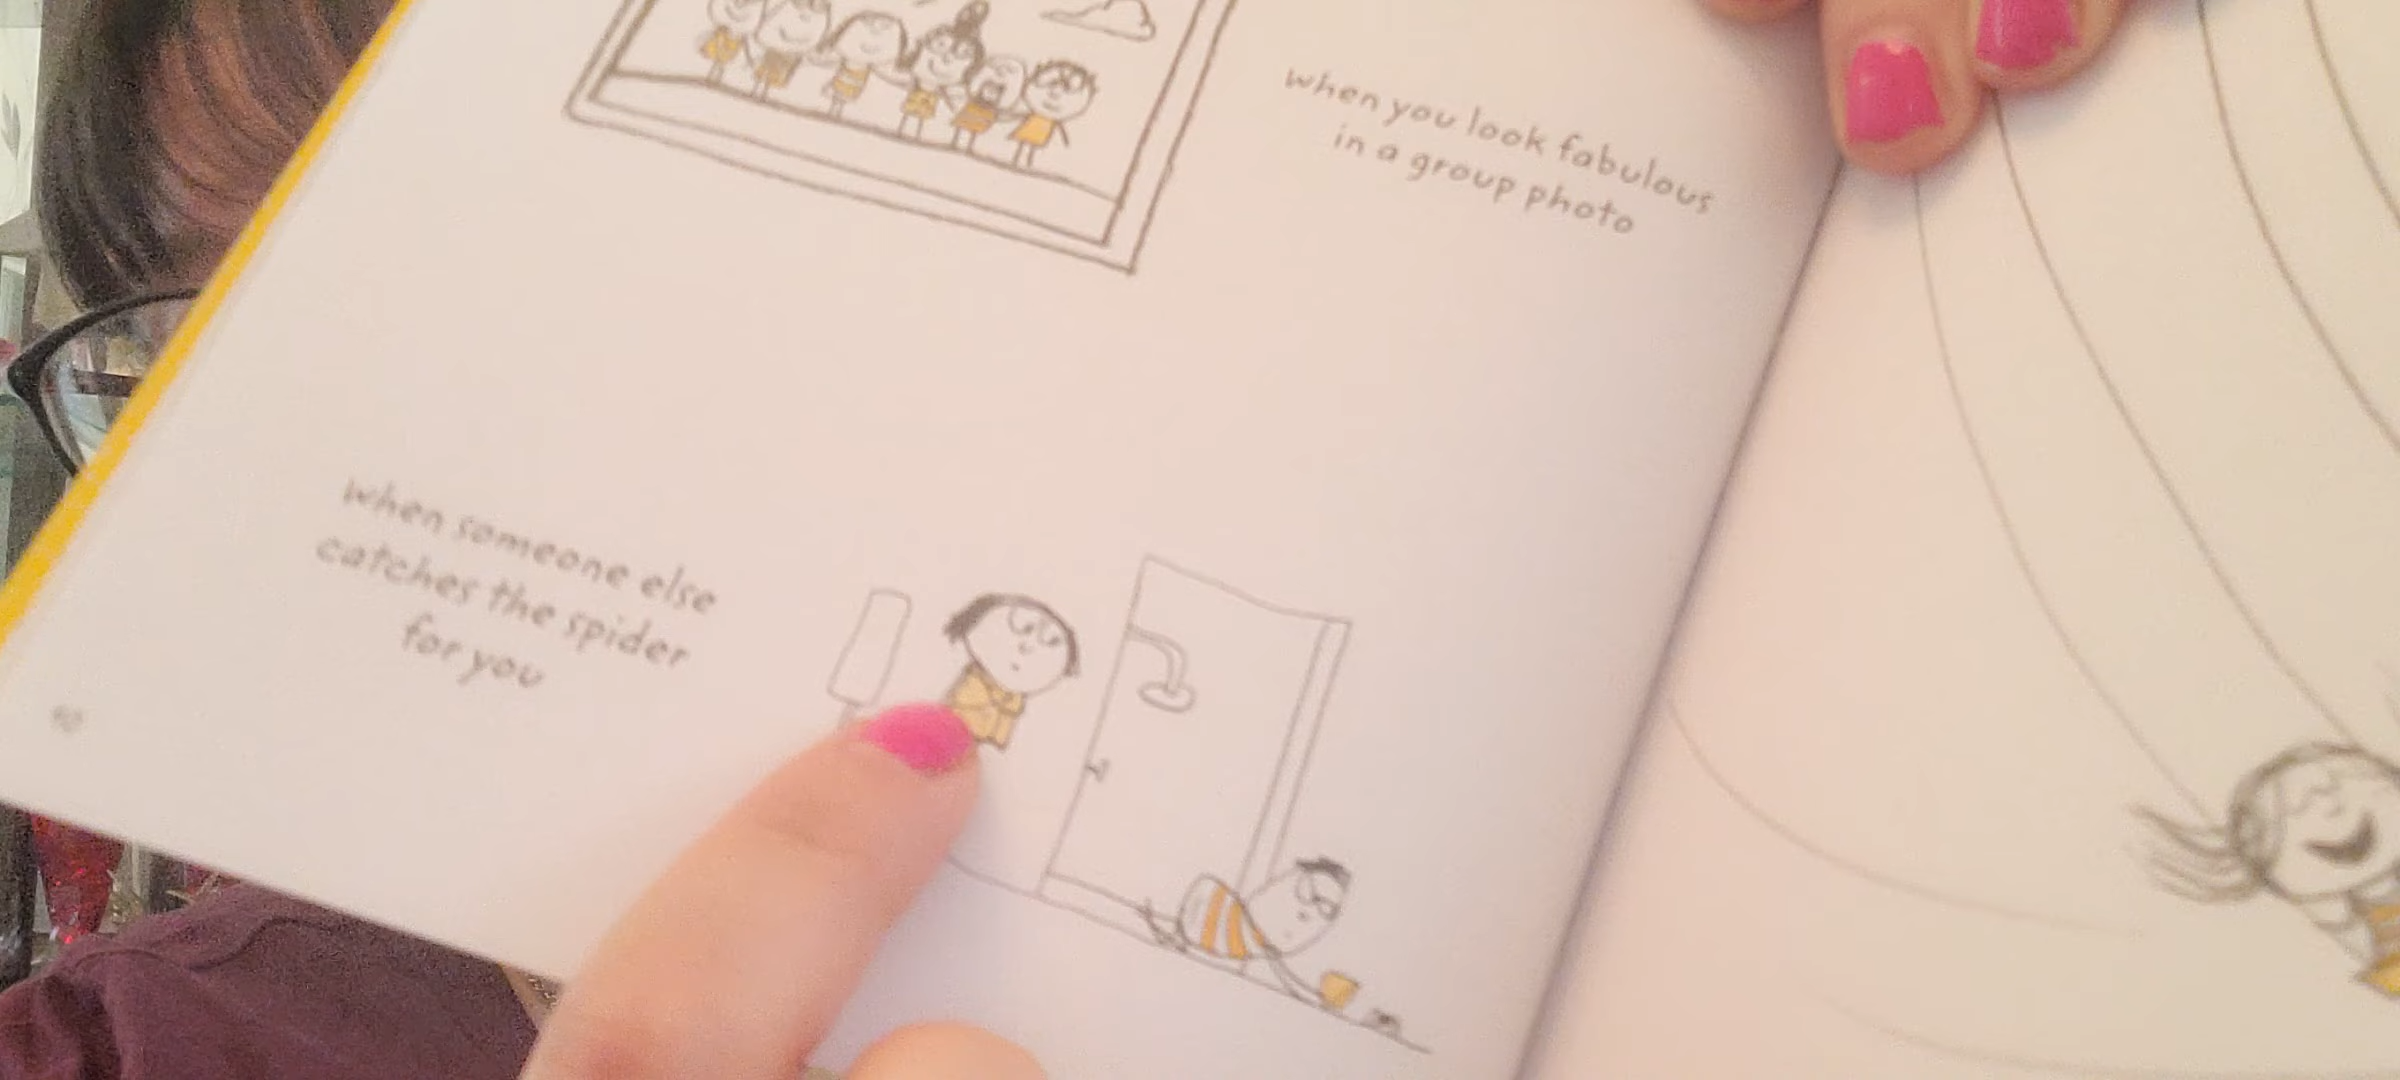 when you look fabulous
in a group photo
when someone else
catches the spider
for you